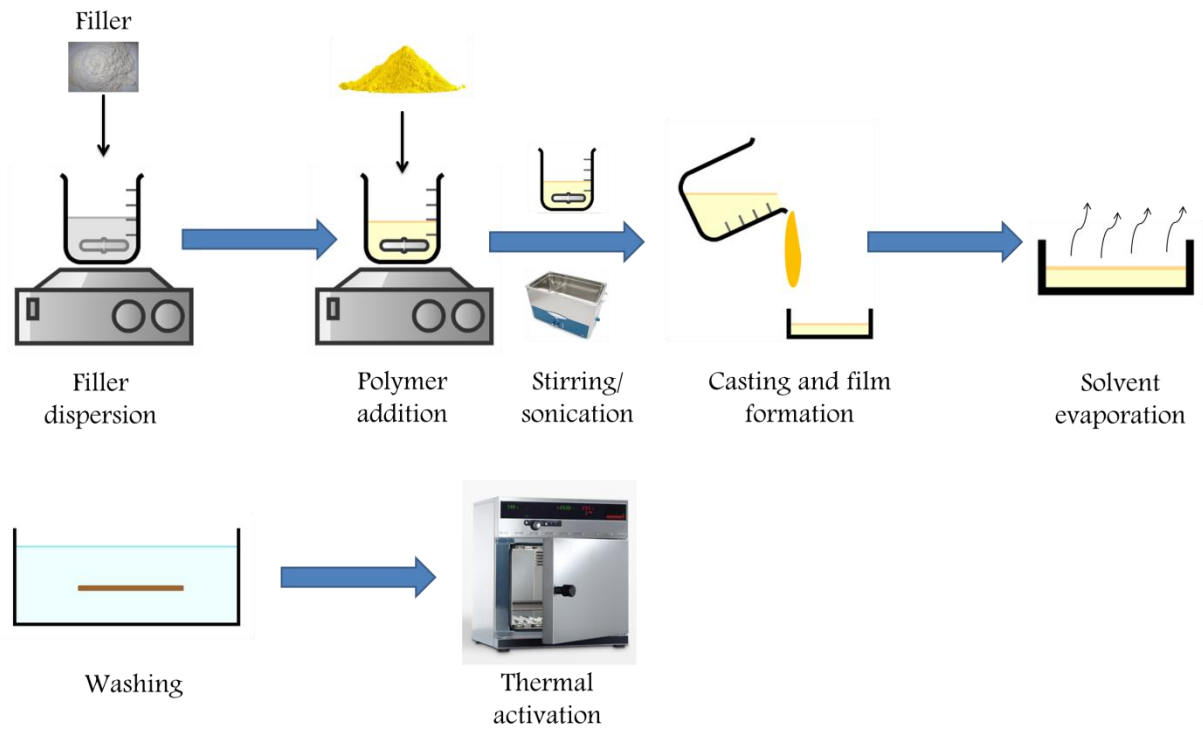 Filler
Filler
dispersion
Polymer
addition
Stirring/
sonication
Casting and film
formation
Solvent
evaporation
Washing
Thermal
activation